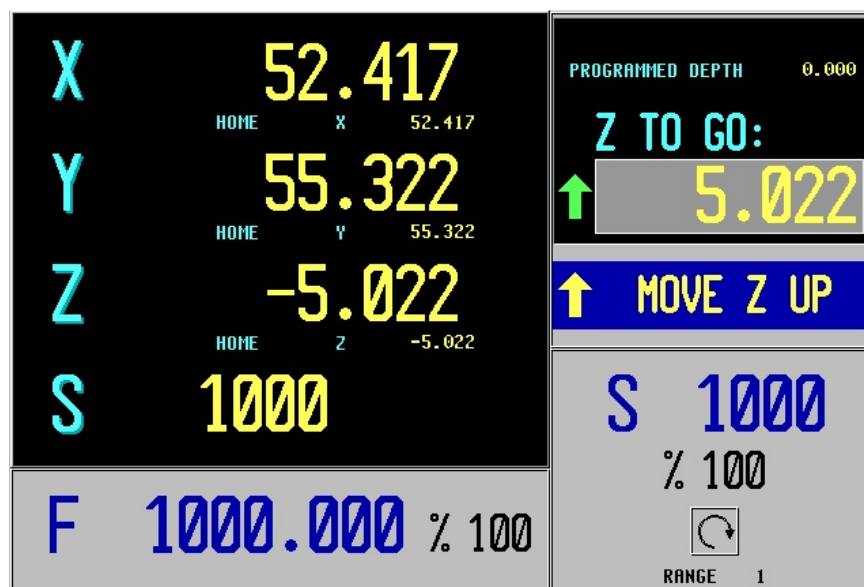 X 52.417
HOME X 52.417
Y 55.322
HOME Y 55.322
Z -5.022
HOME Z -5.022
S 1000
F 1000.000 % 100
PROGRAMMED DEPTH 0.000
Z TO GO:
5.022
MOVE Z UP
S 1000
% 100
RANGE 1